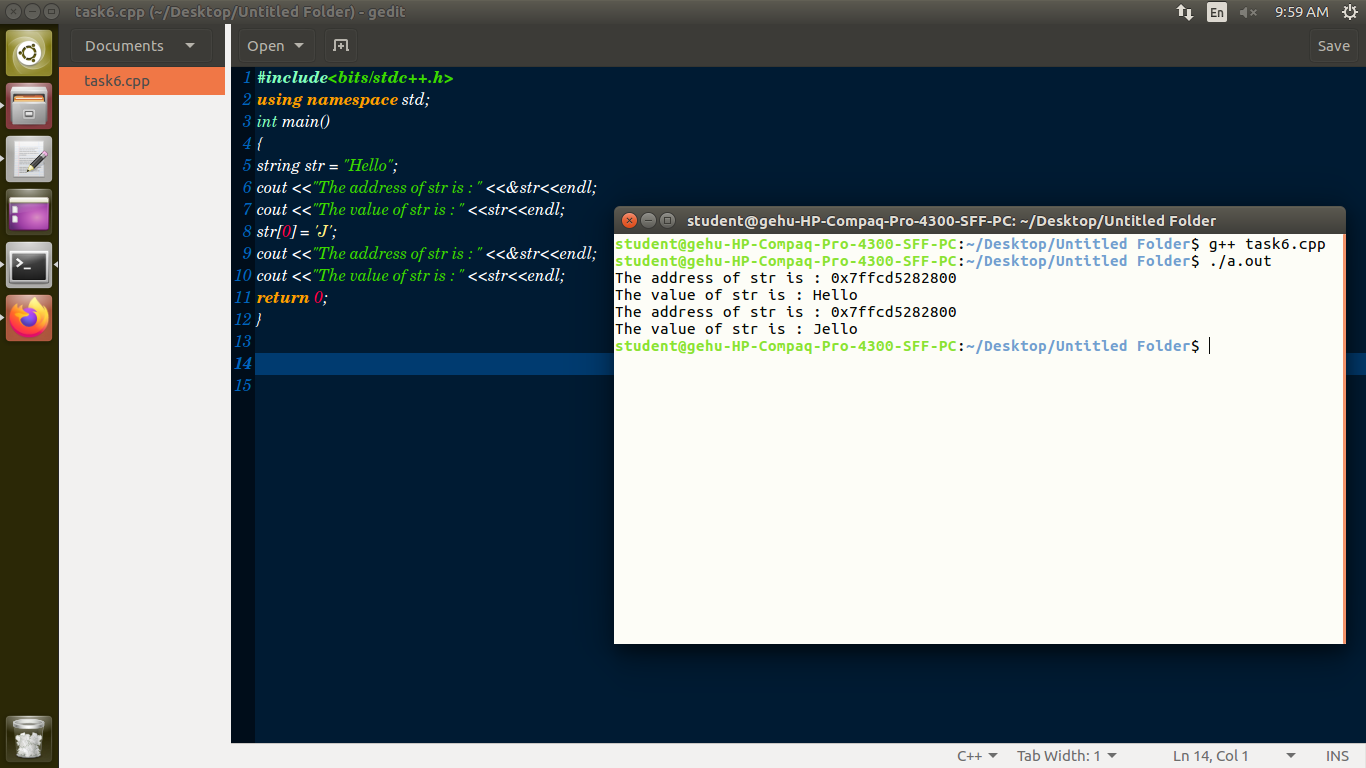 task6.cpp (~/Desktop/Untitled Folder) - gedit
En
9:59 AM
Documents
Open
Save
task6.cpp
1 #include<bits/stdc++.h>
2 using namespace std;
3 int main()
4 {
5 string str = "Hello";
6 cout <<"The address of str is : " <<&str<<endl;
7 cout <<"The value of str is : " <<str<<endl;
8 str[0] = 'J';
9 cout <<"The address of str is : " <<&str<<endl;
10 cout <<"The value of str is : " <<str<<endl;
11 return 0;
12 }
13
14
15
student@gehu-HP-Compaq-Pro-4300-SFF-PC: ~/Desktop/Untitled Folder
student@gehu-HP-Compaq-Pro-4300-SFF-PC:~/Desktop/Untitled Folder$ g++ task6.cpp
student@gehu-HP-Compaq-Pro-4300-SFF-PC:~/Desktop/Untitled Folder$ ./a.out
The address of str is : 0x7ffcd5282800
The value of str is : Hello
The address of str is : 0x7ffcd5282800
The value of str is : Jello
student@gehu-HP-Compaq-Pro-4300-SFF-PC:~/Desktop/Untitled Folder$
C++
Tab Width: 1
Ln 14, Col 1
INS